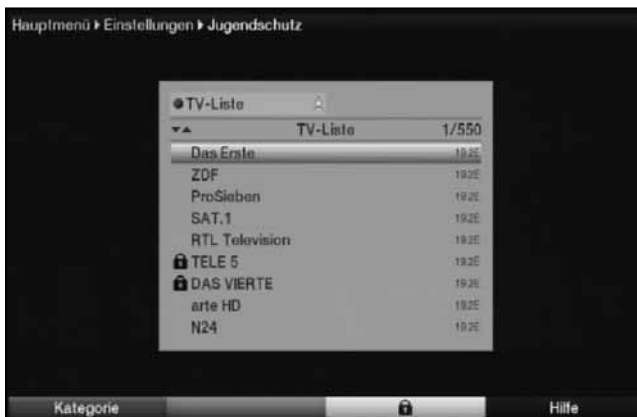 Hauptmenü ▸ Einstellungen ▸ Jugendschutz
TV-Liste
TV-Liste 1/550
Das Erste 19.2E
ZDF 19.2E
ProSieben 19.2E
SAT.1 19.2E
RTL Television 19.2E
TELE 5 19.2E
DAS VIERTE 19.2E
arte HD 19.2E
N24 19.2E
Kategorie Hilfe